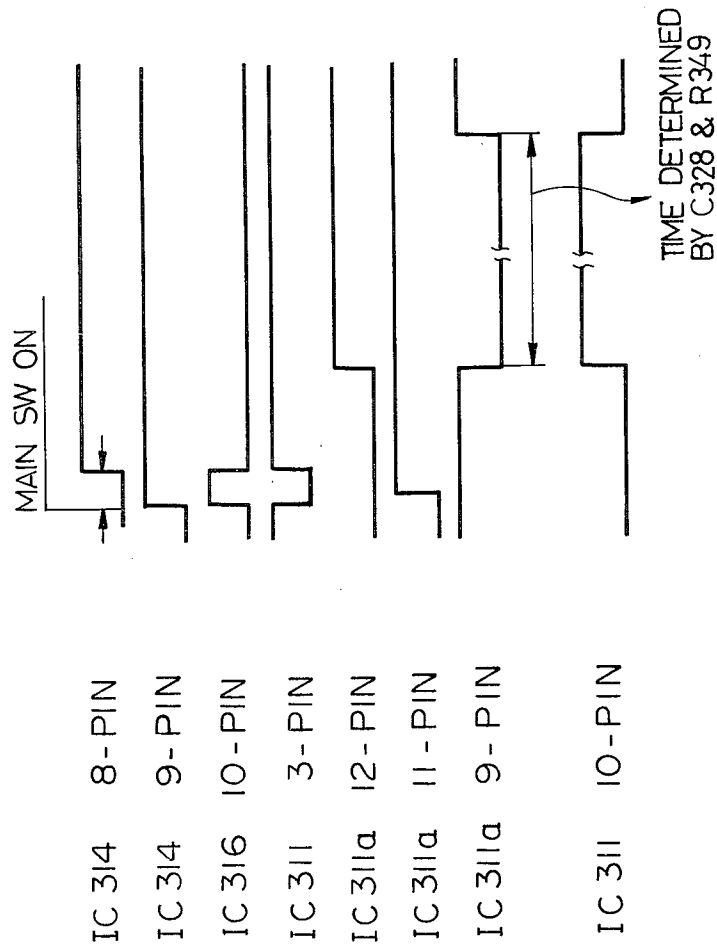 MAIN SW ON
IC 314 8-PIN
IC 314 9-PIN
IC 316 10-PIN
IC 311 3-PIN
IC 311a 12-PIN
IC 311a 11-PIN
IC 311a 9-PIN
IC 311 10-PIN
TIME DETERMINED
BY C328 & R349